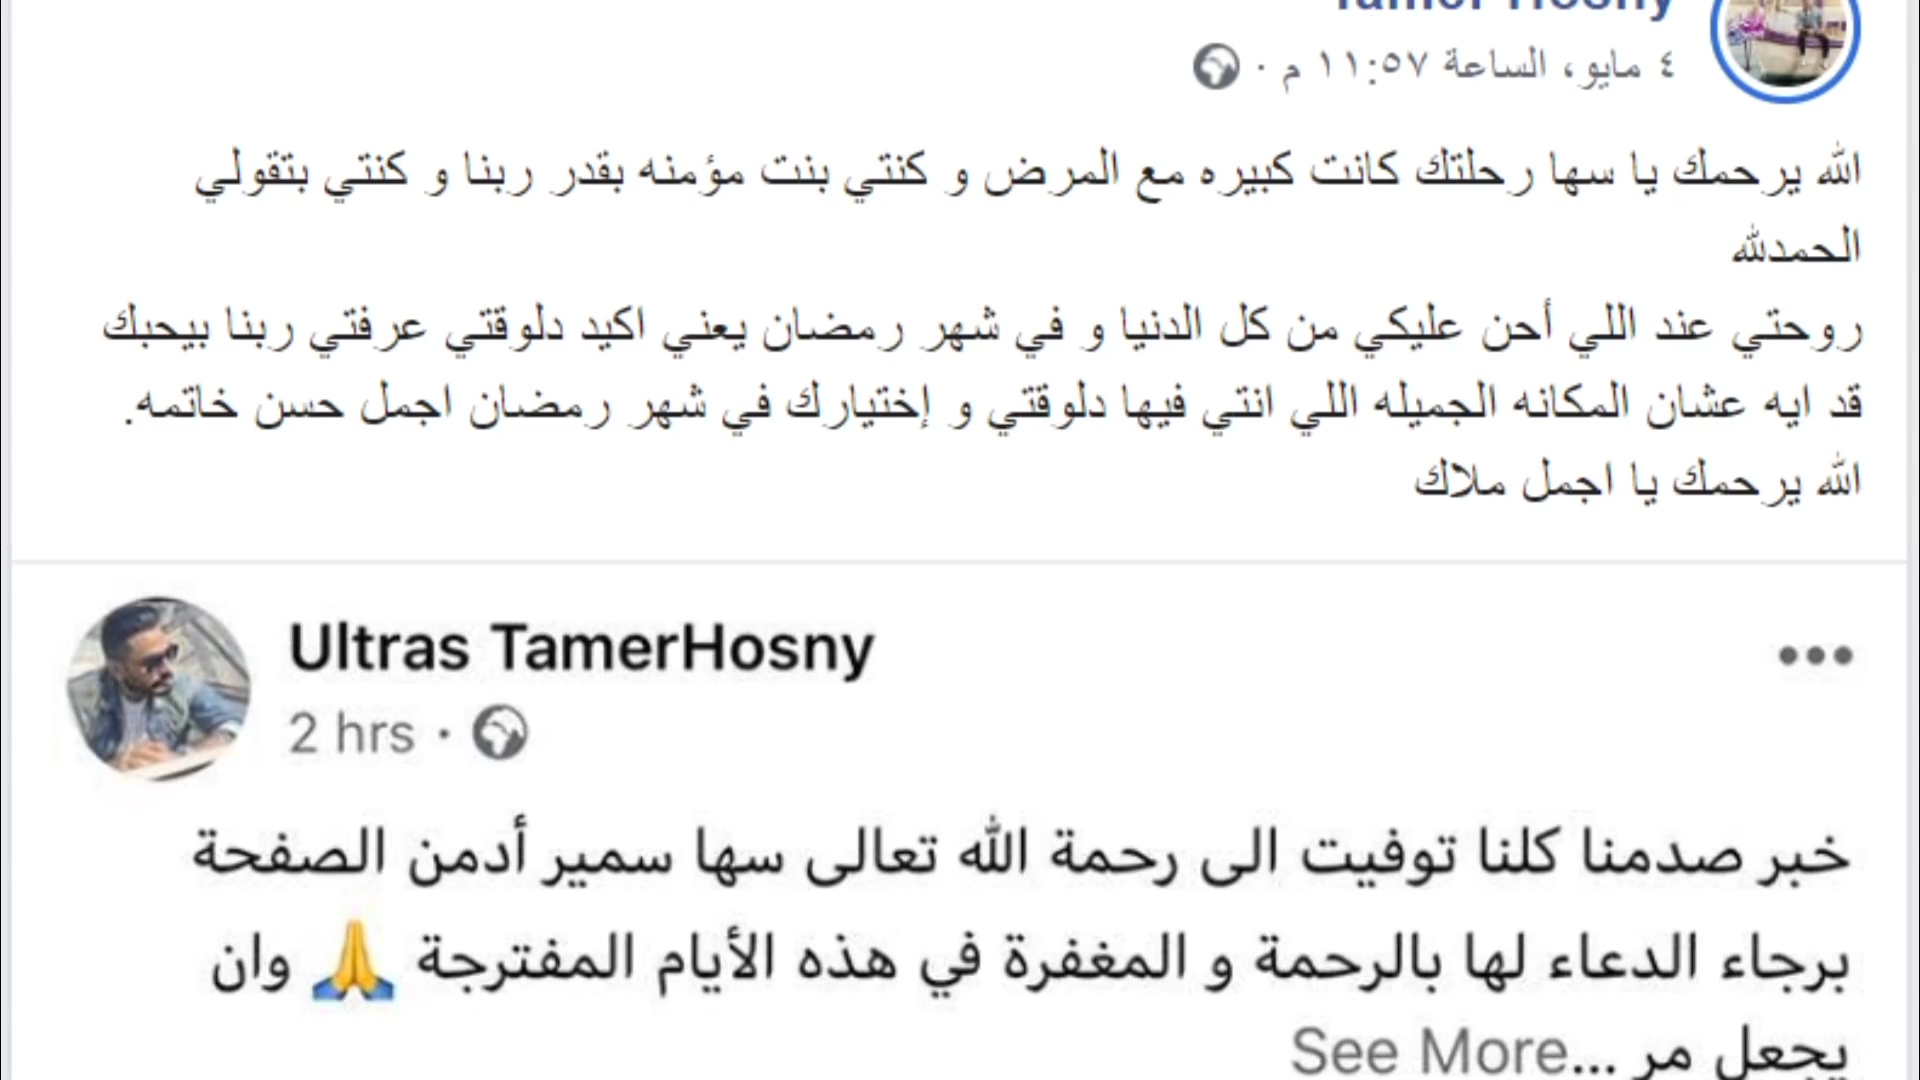 Tamer Hosny
٤ مايو، الساعة ١١:٥٧ م ·
الله يرحمك يا سها رحلتك كانت كبيره مع المرض و كنتي بنت مؤمنه بقدر ربنا و كنتي بتقولي
الحمدلله
روحتي عند اللي أحن عليكي من كل الدنيا و في شهر رمضان يعني اكيد دلوقتي عرفتي ربنا بيحبك
قد ايه عشان المكانه الجميله اللي انتي فيها دلوقتي و إختيارك في شهر رمضان اجمل حسن خاتمه.
الله يرحمك يا اجمل ملاك
Ultras TamerHosny
2 hrs ·
خبر صدمنا كلنا توفيت الى رحمة الله تعالى سها سمير أدمن الصفحة
برجاء الدعاء لها بالرحمة و المغفرة في هذه الأيام المفترجة 🙏 وان
يجعل مر ...See More